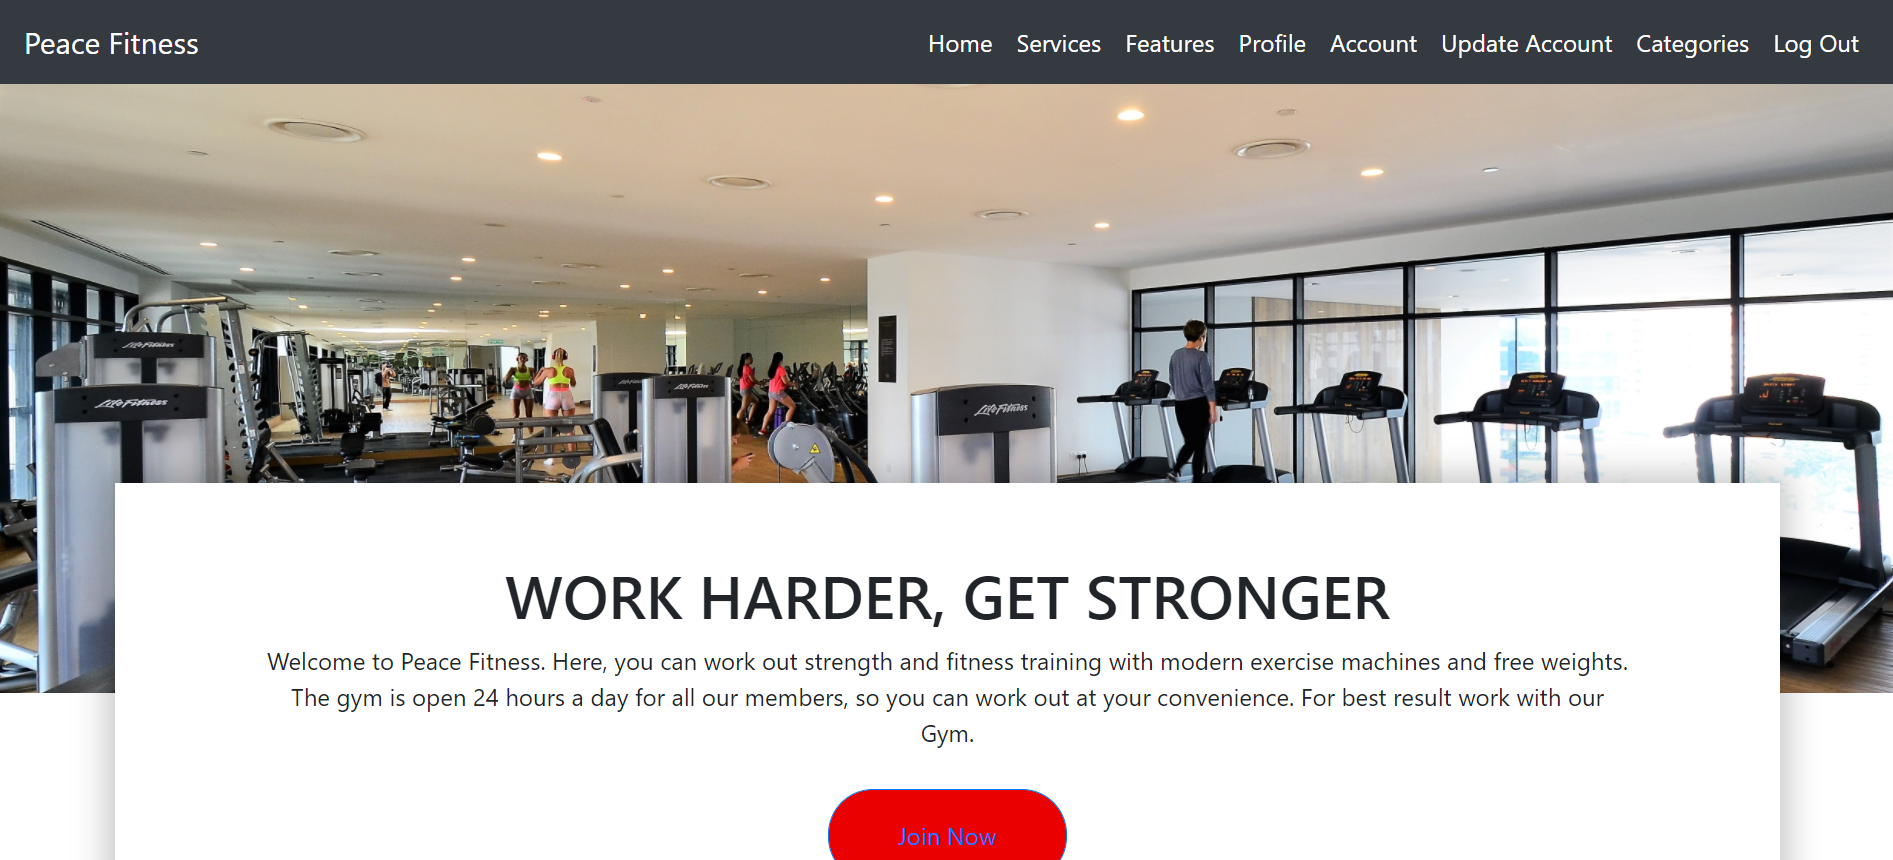 Peace Fitness
Home Services Features Profile Account Update Account Categories Log Out
Life Fitness
Life Fitness
Life Fitness
Life Fitness
WORK HARDER, GET STRONGER
Welcome to Peace Fitness. Here, you can work out strength and fitness training with modern exercise machines and free weights.
The gym is open 24 hours a day for all our members, so you can work out at your convenience. For best result work with our
Gym.
Join Now